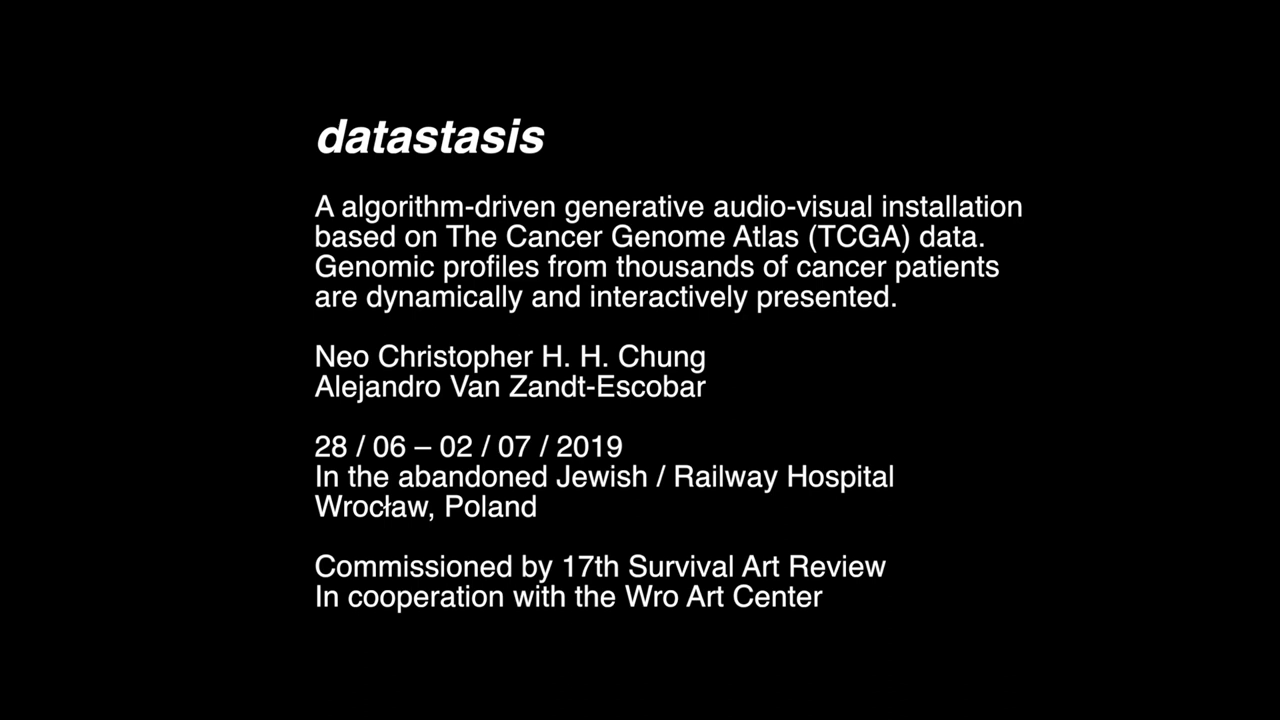 datastasis
A algorithm-driven generative audio-visual installation
based on The Cancer Genome Atlas (TCGA) data.
Genomic profiles from thousands of cancer patients
are dynamically and interactively presented.
Neo Christopher H. H. Chung
Alejandro Van Zandt-Escobar
28 / 06 – 02 / 07 / 2019
In the abandoned Jewish / Railway Hospital
Wrocław, Poland
Commissioned by 17th Survival Art Review
In cooperation with the Wro Art Center